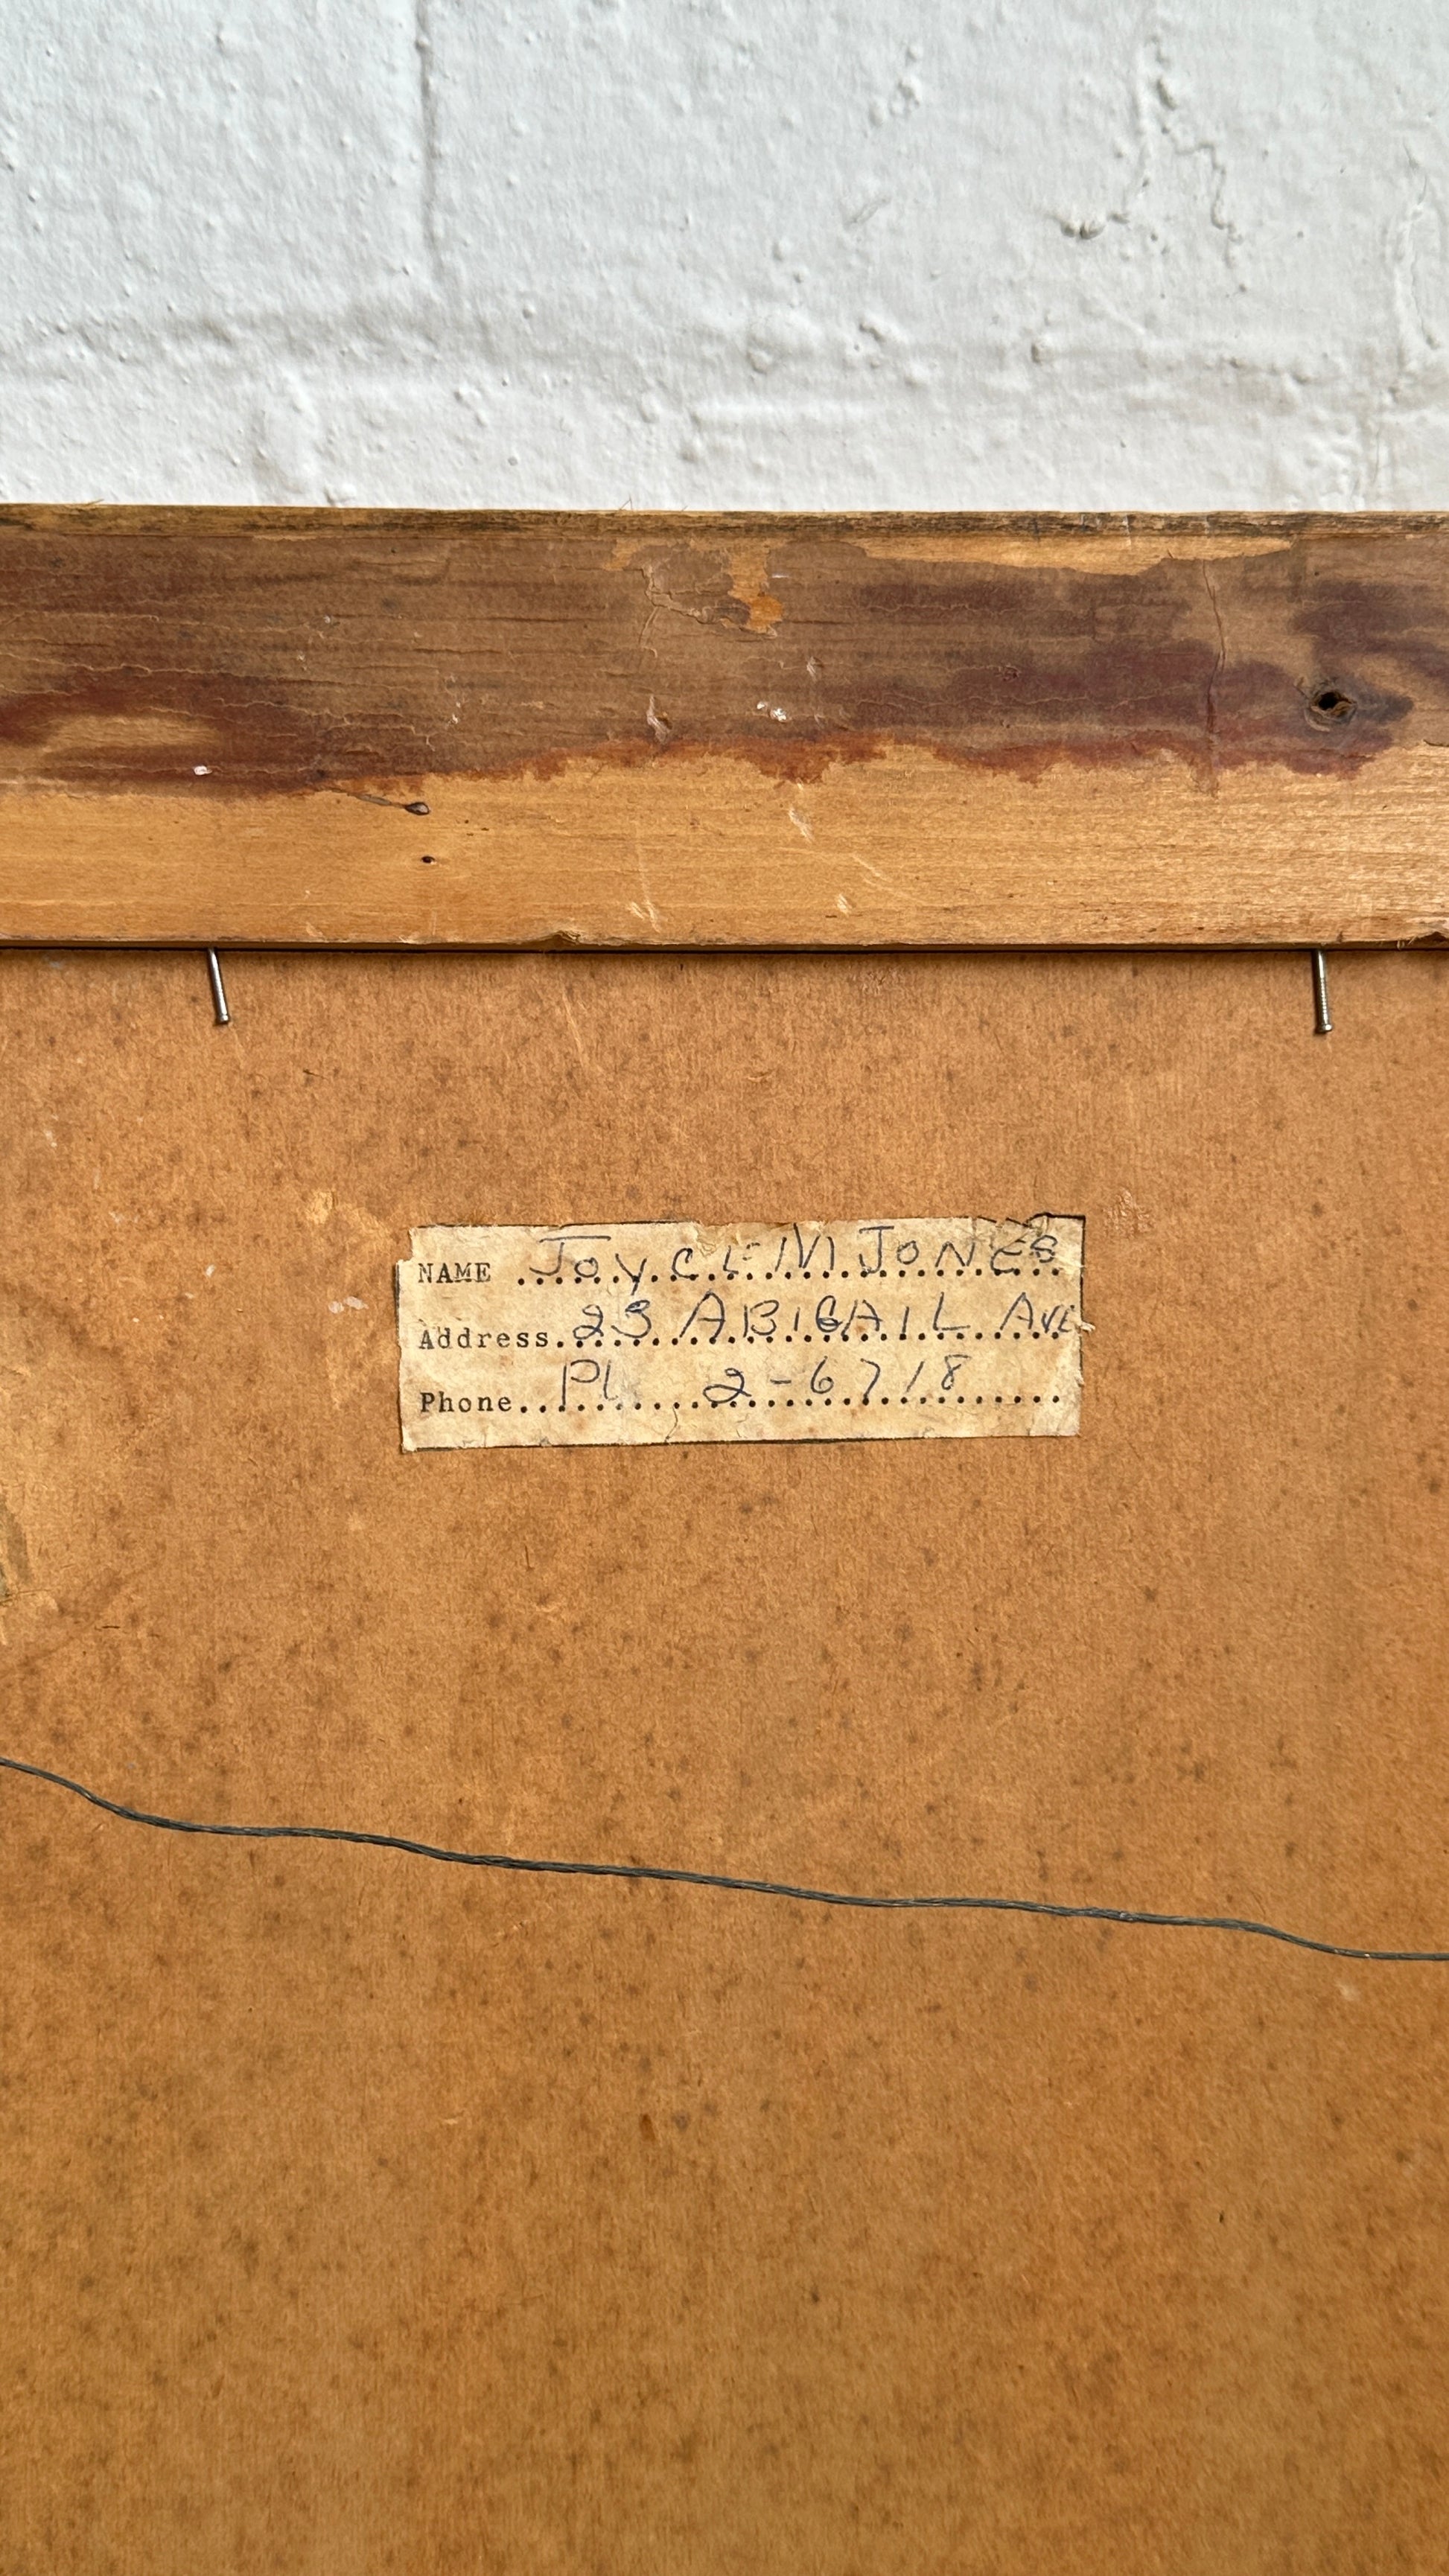 NAME ..JOYCE M JONES
Address..23 ABIGAIL AVE
Phone...PL 2-6718